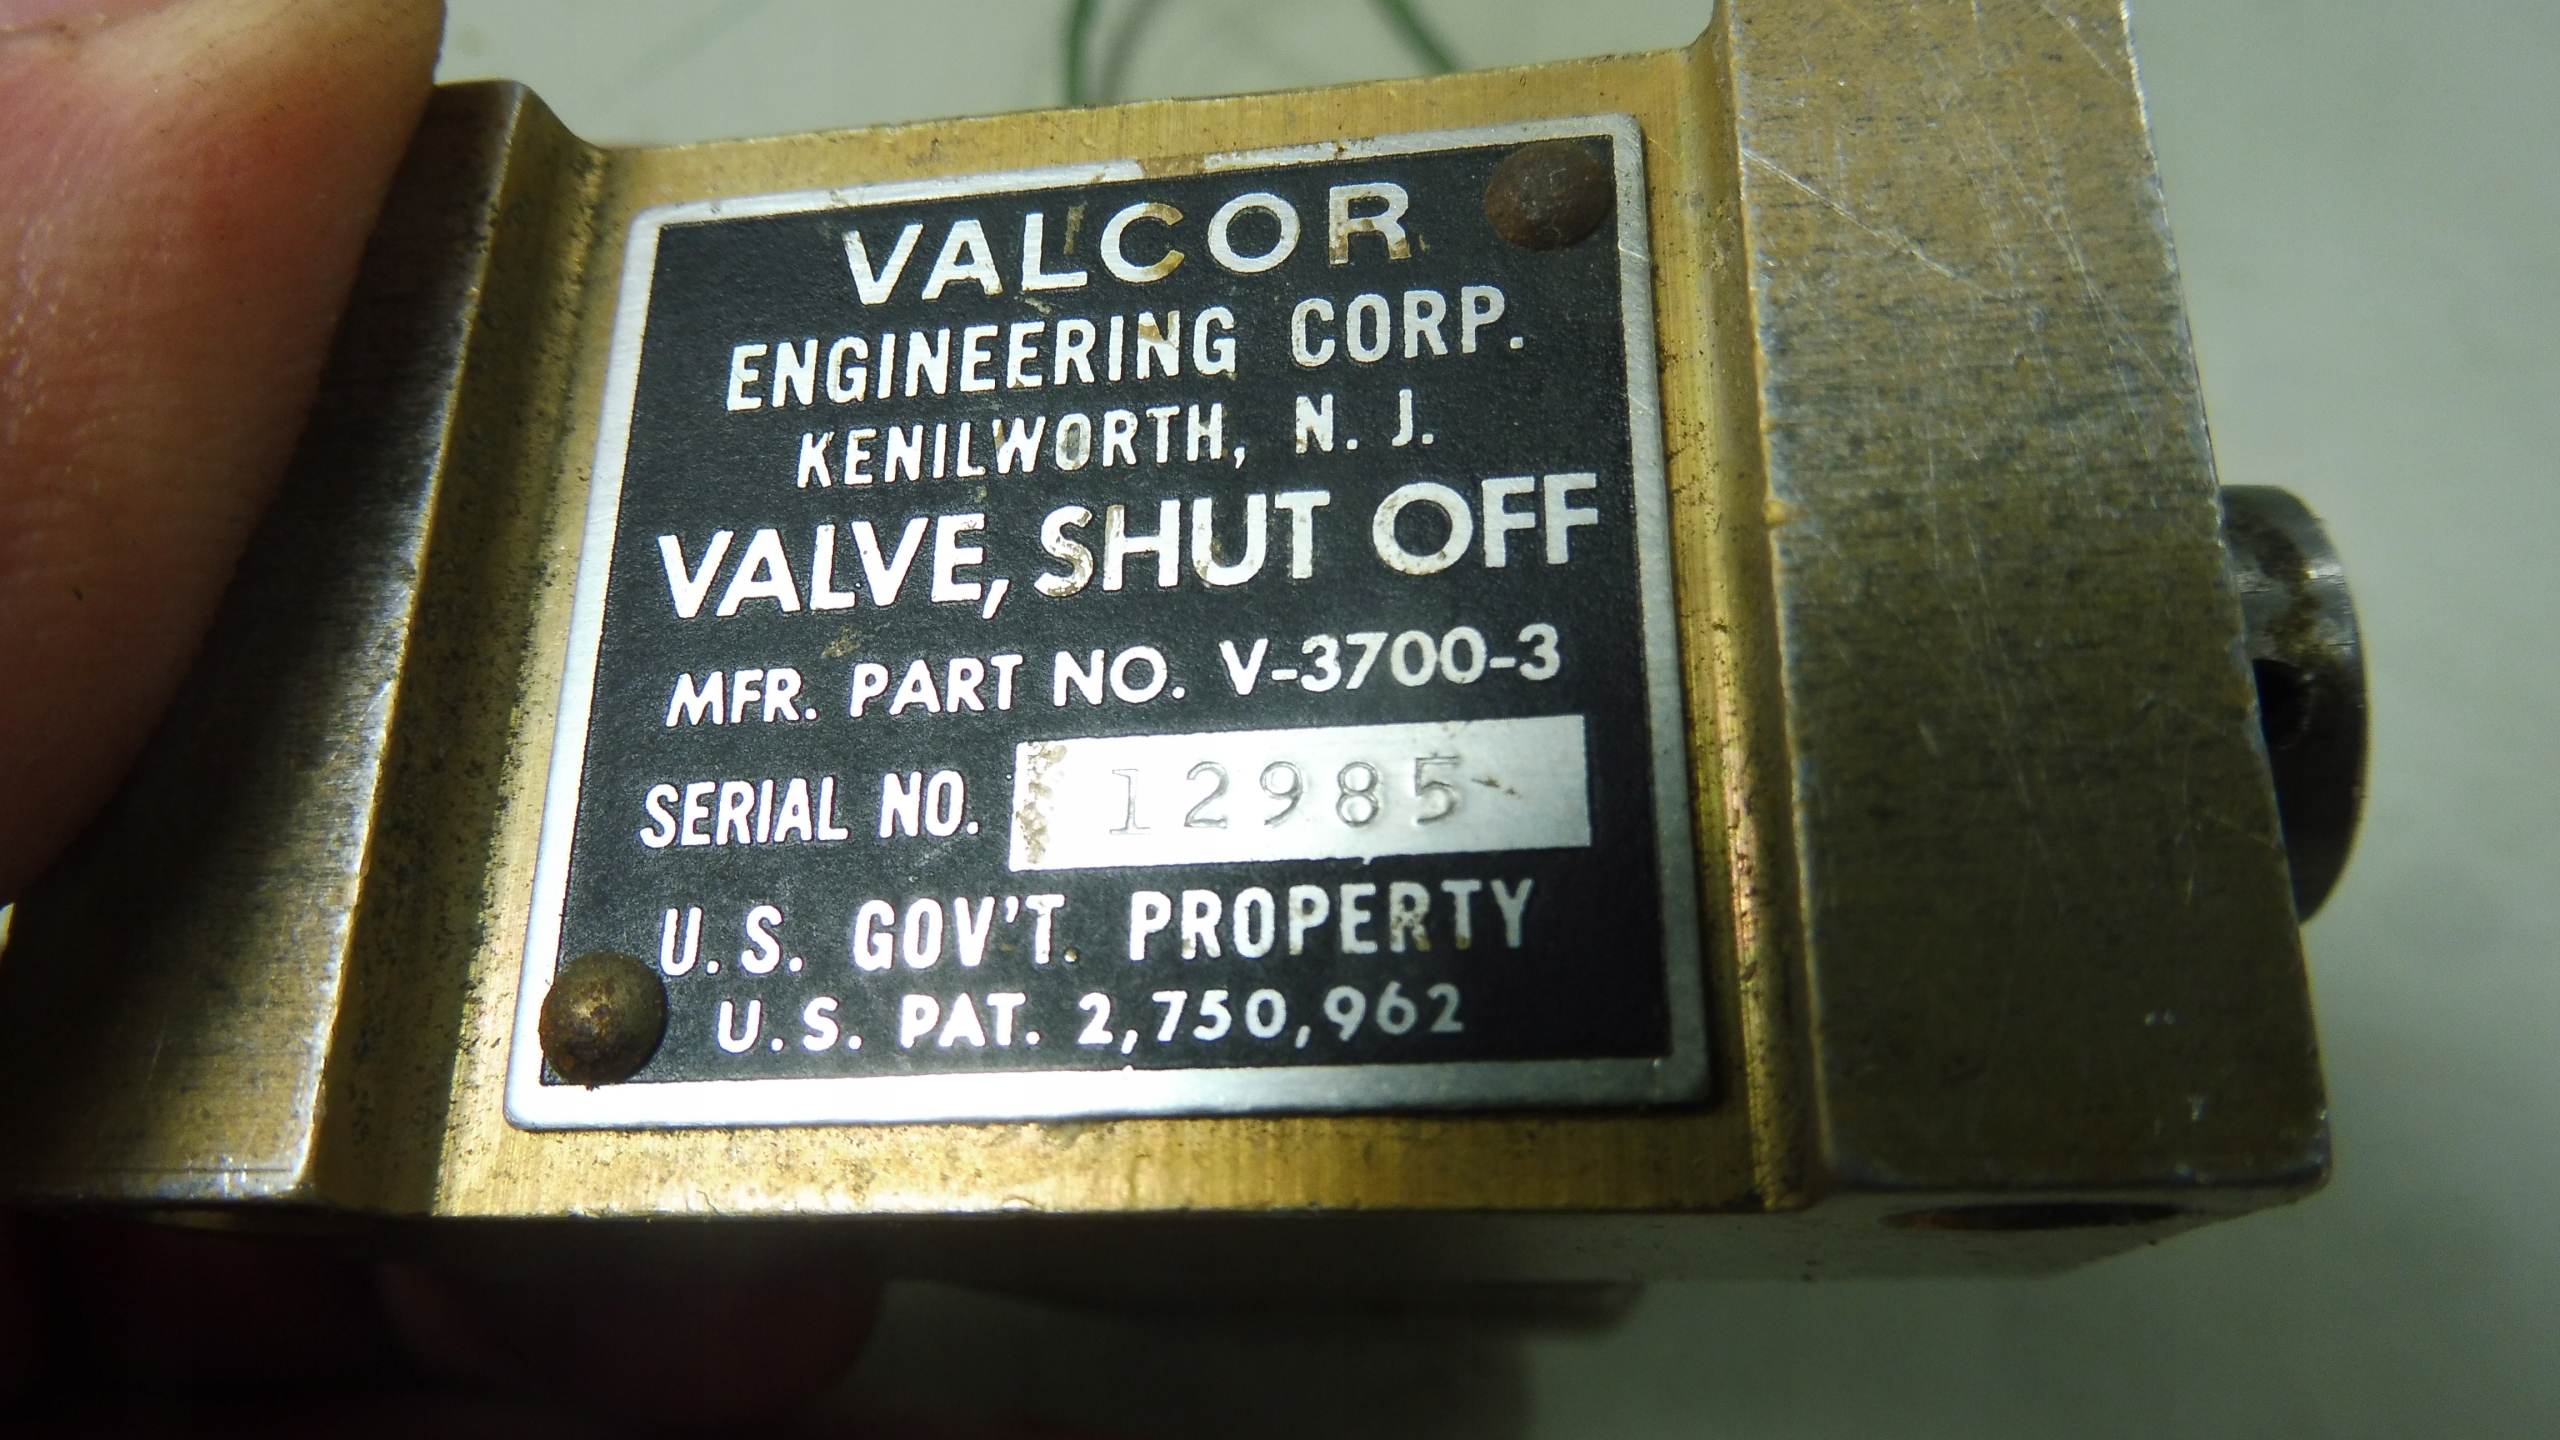 VALCOR
ENGINEERING CORP.
KENILWORTH, N. J.
VALVE, SHUT OFF
MFR. PART NO. V-3700-3
SERIAL NO. 12985
U.S. GOV'T. PROPERTY
U.S. PAT. 2,750,962